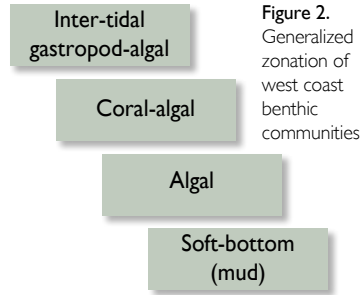 Inter-tidal
gastropod-algal
Coral-algal
Algal
Soft-bottom
(mud)
Figure 2.
Generalized
zonation of
west coast
benthic
communities